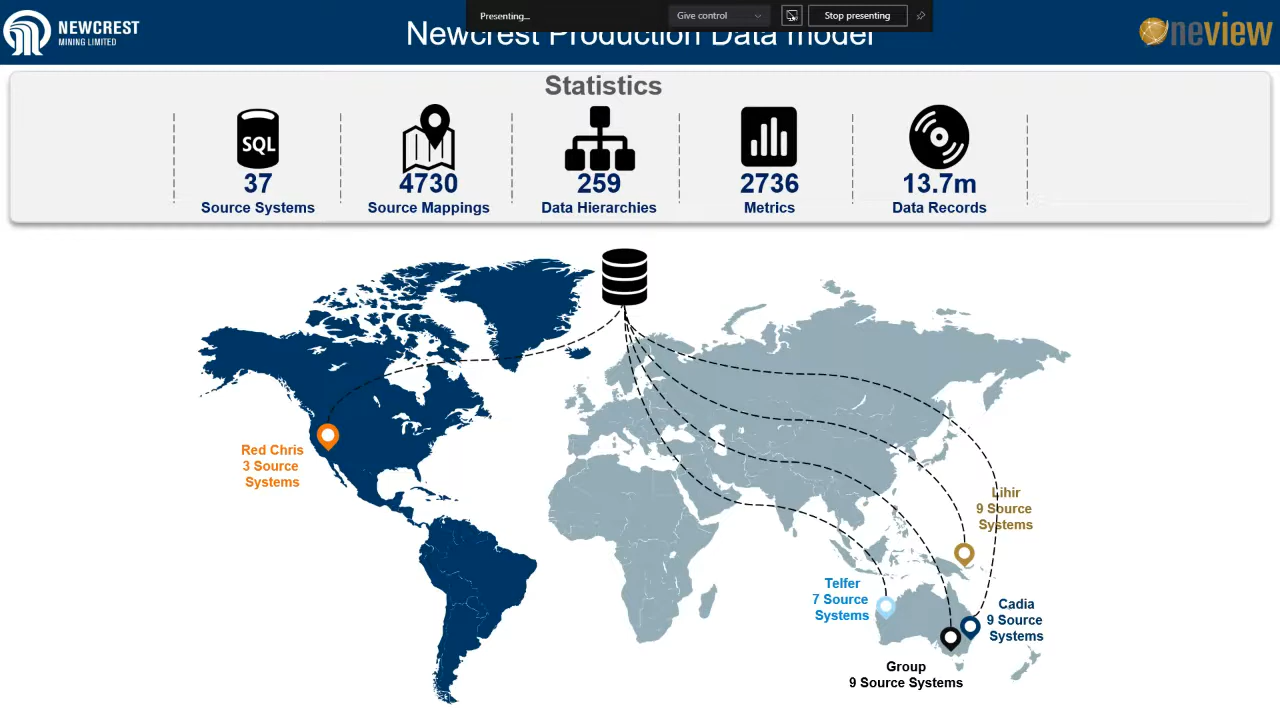 Presenting...
Give control
Stop presenting
NEWCREST
MINING LIMITED
Newcrest Production Data model
Oneview
Statistics
SQL
37
Source Systems
4730
Source Mappings
259
Data Hierarchies
2736
Metrics
13.7m
Data Records
Red Chris
3 Source
Systems
Lihir
9 Source
Systems
Telfer
7 Source
Systems
Cadia
9 Source
Systems
Group
9 Source Systems